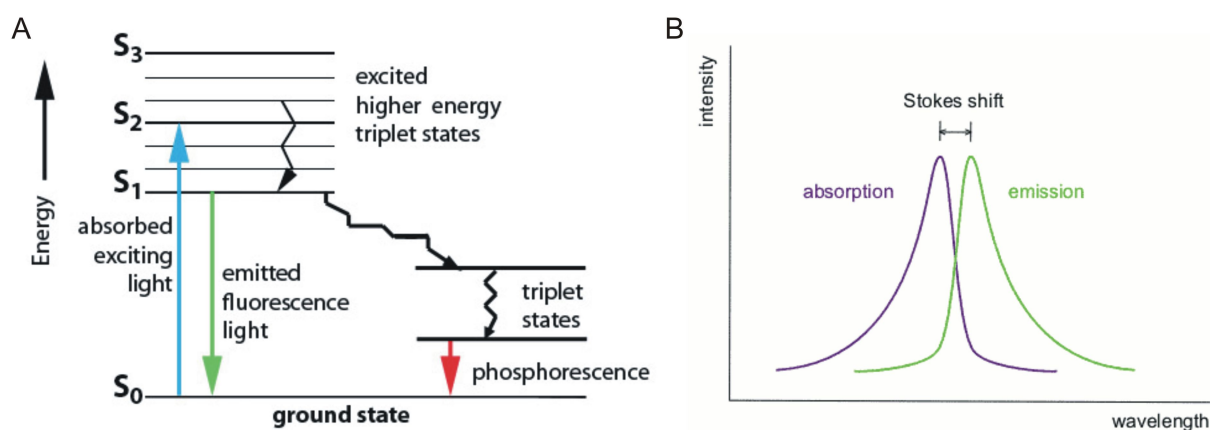 A
S3
excited
higher energy
triplet states
S2
S1
Energy
absorbed
exciting
light
emitted
fluorescence
light
triplet
states
phosphorescence
S0
ground state
B
intensity
Stokes shift
absorption
emission
wavelength